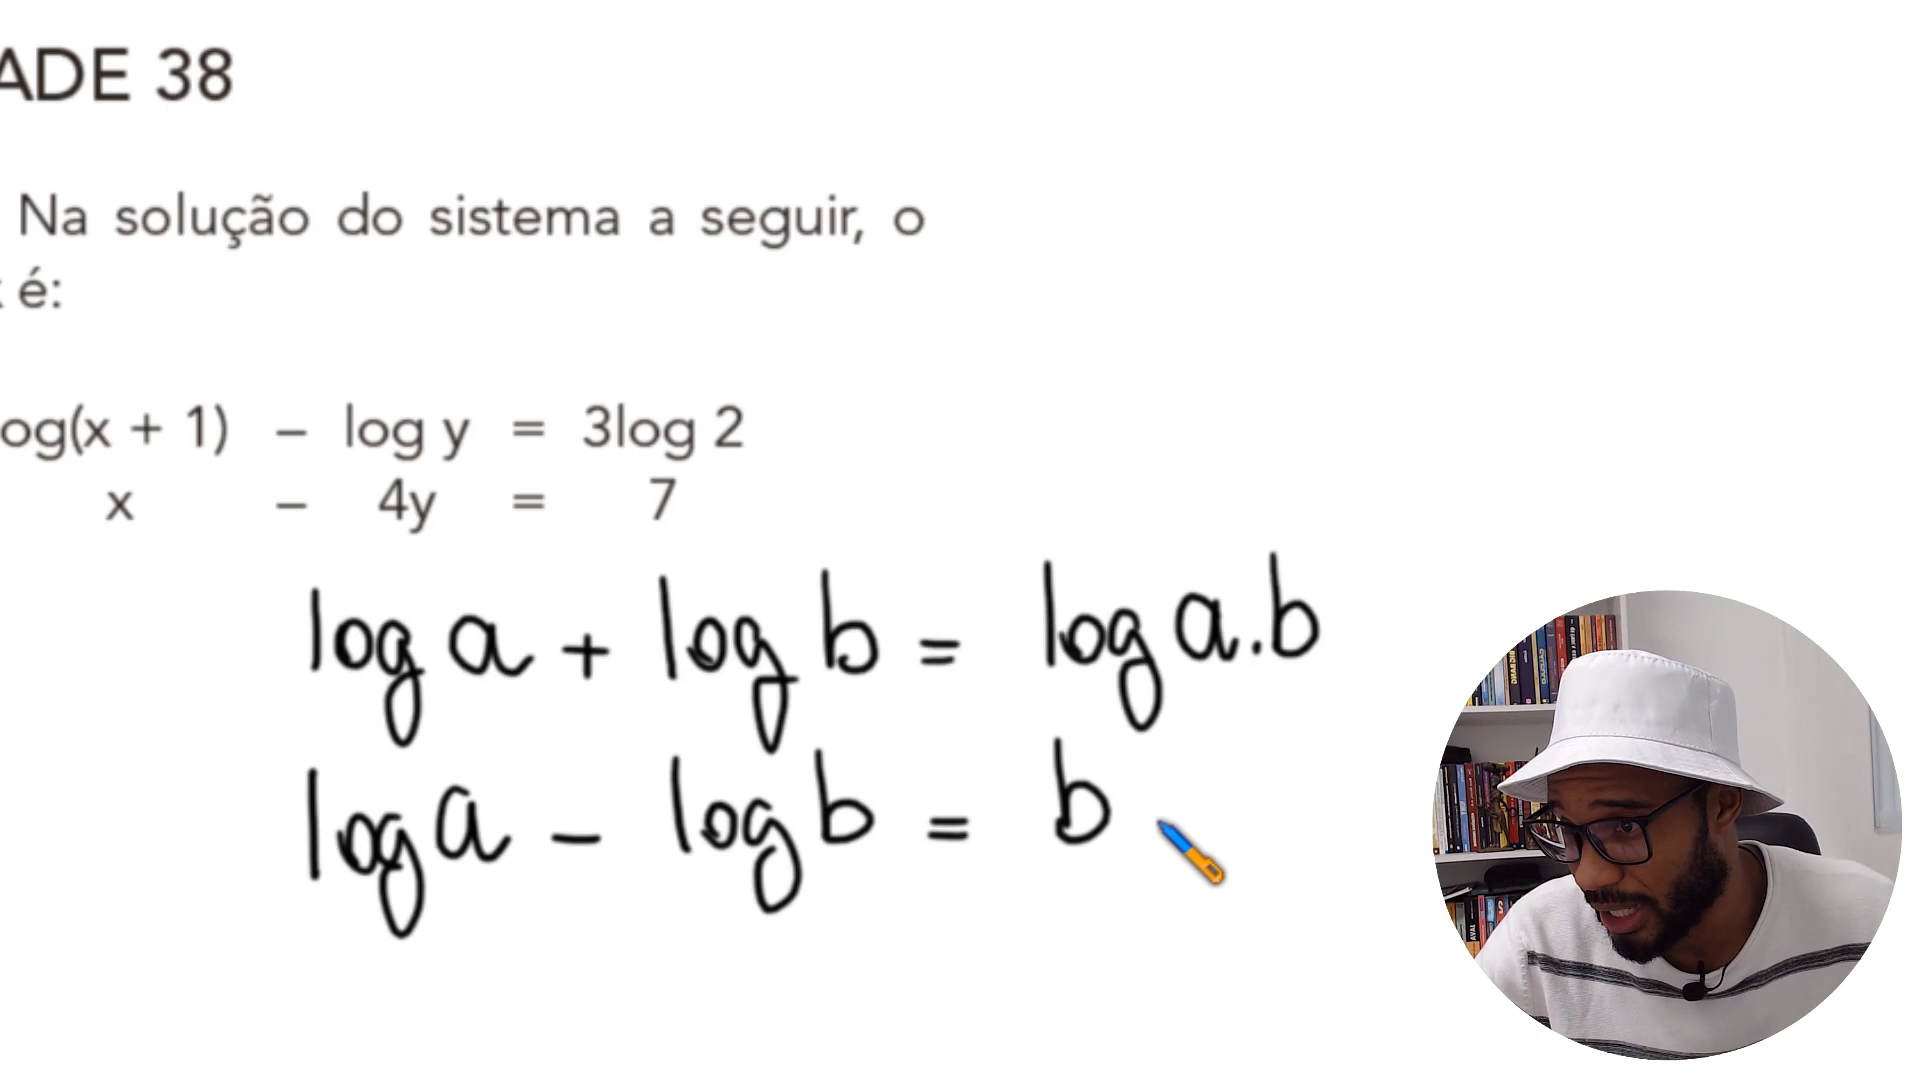 ADE 38
Na solução do sistema a seguir, o
é:
og(x + 1) – log y = 3log 2
x – 4y = 7
log a + log b = log a.b
log a – log b = b